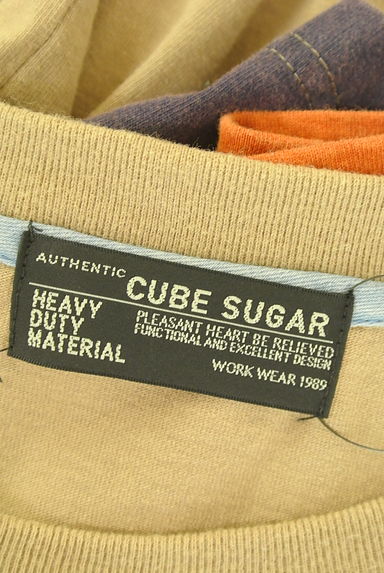 AUTHENTIC CUBE SUGAR
HEAVY
DUTY
MATERIAL
PLEASANT HEART BE RELIEVED
FUNCTIONAL AND EXCELLENT DESIGN
WORK WEAR 1989